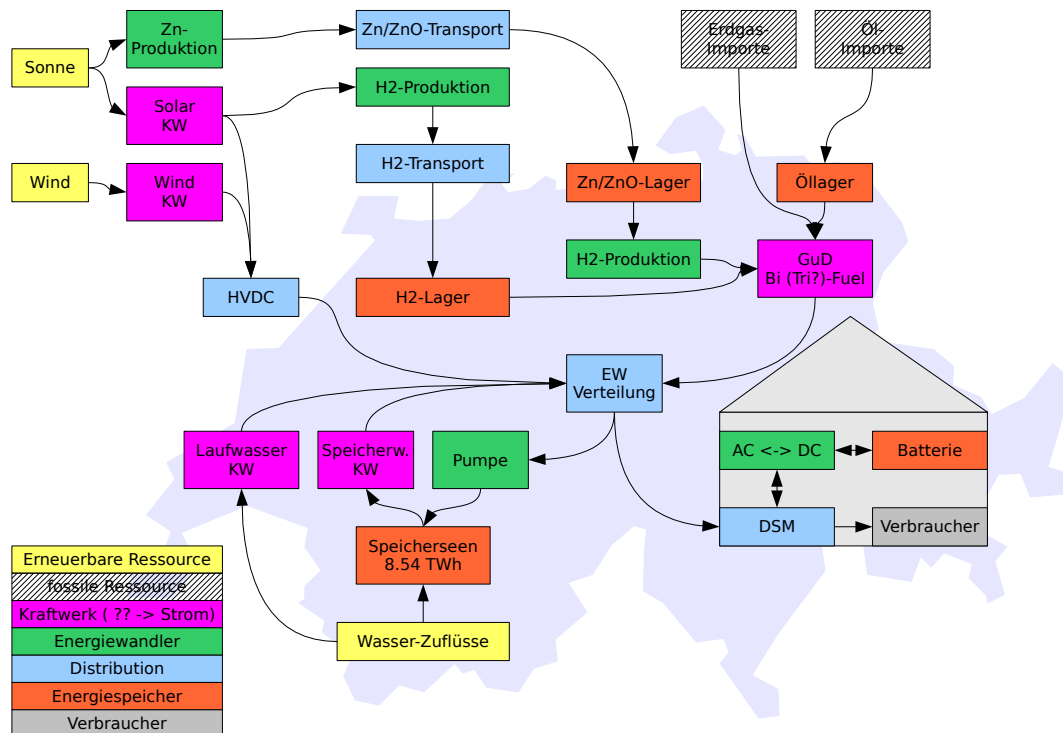 Zn-
Produktion
Zn/ZnO-Transport
Erdgas-
Importe
Öl-
Importe
Sonne
Solar
KW
H2-Produktion
Wind
Wind
KW
H2-Transport
Zn/ZnO-Lager
Öllager
H2-Produktion
GuD
Bi (Tri?)-Fuel
HVDC
H2-Lager
EW
Verteilung
Laufwasser
KW
Speicherw.
KW
Pumpe
AC <-> DC
Batterie
DSM
Verbraucher
Speicherseen
8.54 TWh
Wasser-Zuflüsse
Erneuerbare Ressource
fossile Ressource
Kraftwerk ( ?? -> Strom)
Energiewandler
Distribution
Energiespeicher
Verbraucher